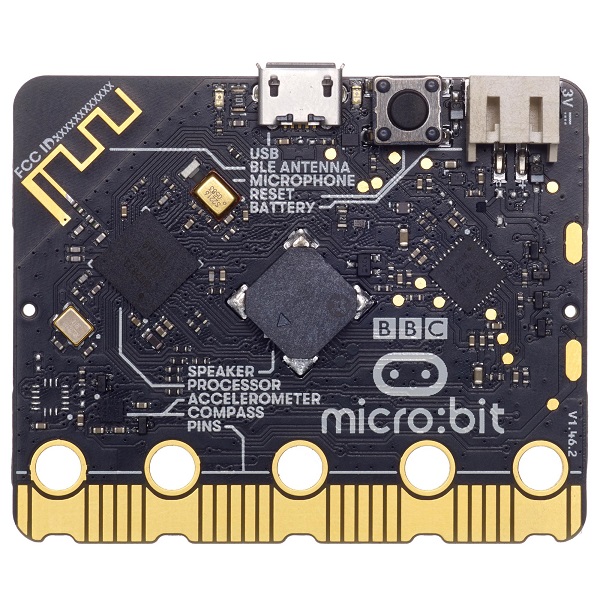 FCC ID:XXXXXXXXXXXXX
3V ⎓
USB
BLE ANTENNA
MICROPHONE
RESET
BATTERY
BBC
micro:bit
SPEAKER
PROCESSOR
ACCELEROMETER
COMPASS
PINS
V1.46.2